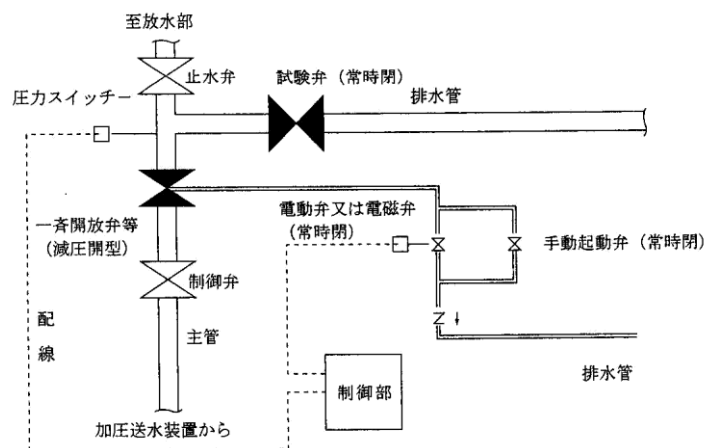 至放水部
止水弁
試験弁（常時閉）
排水管
圧力スイッチー
一斉開放弁等
（減圧開型）
電動弁又は電磁弁
（常時閉）
手動起動弁（常時閉）
制御弁
配線
主管
制御部
排水管
加圧送水装置から